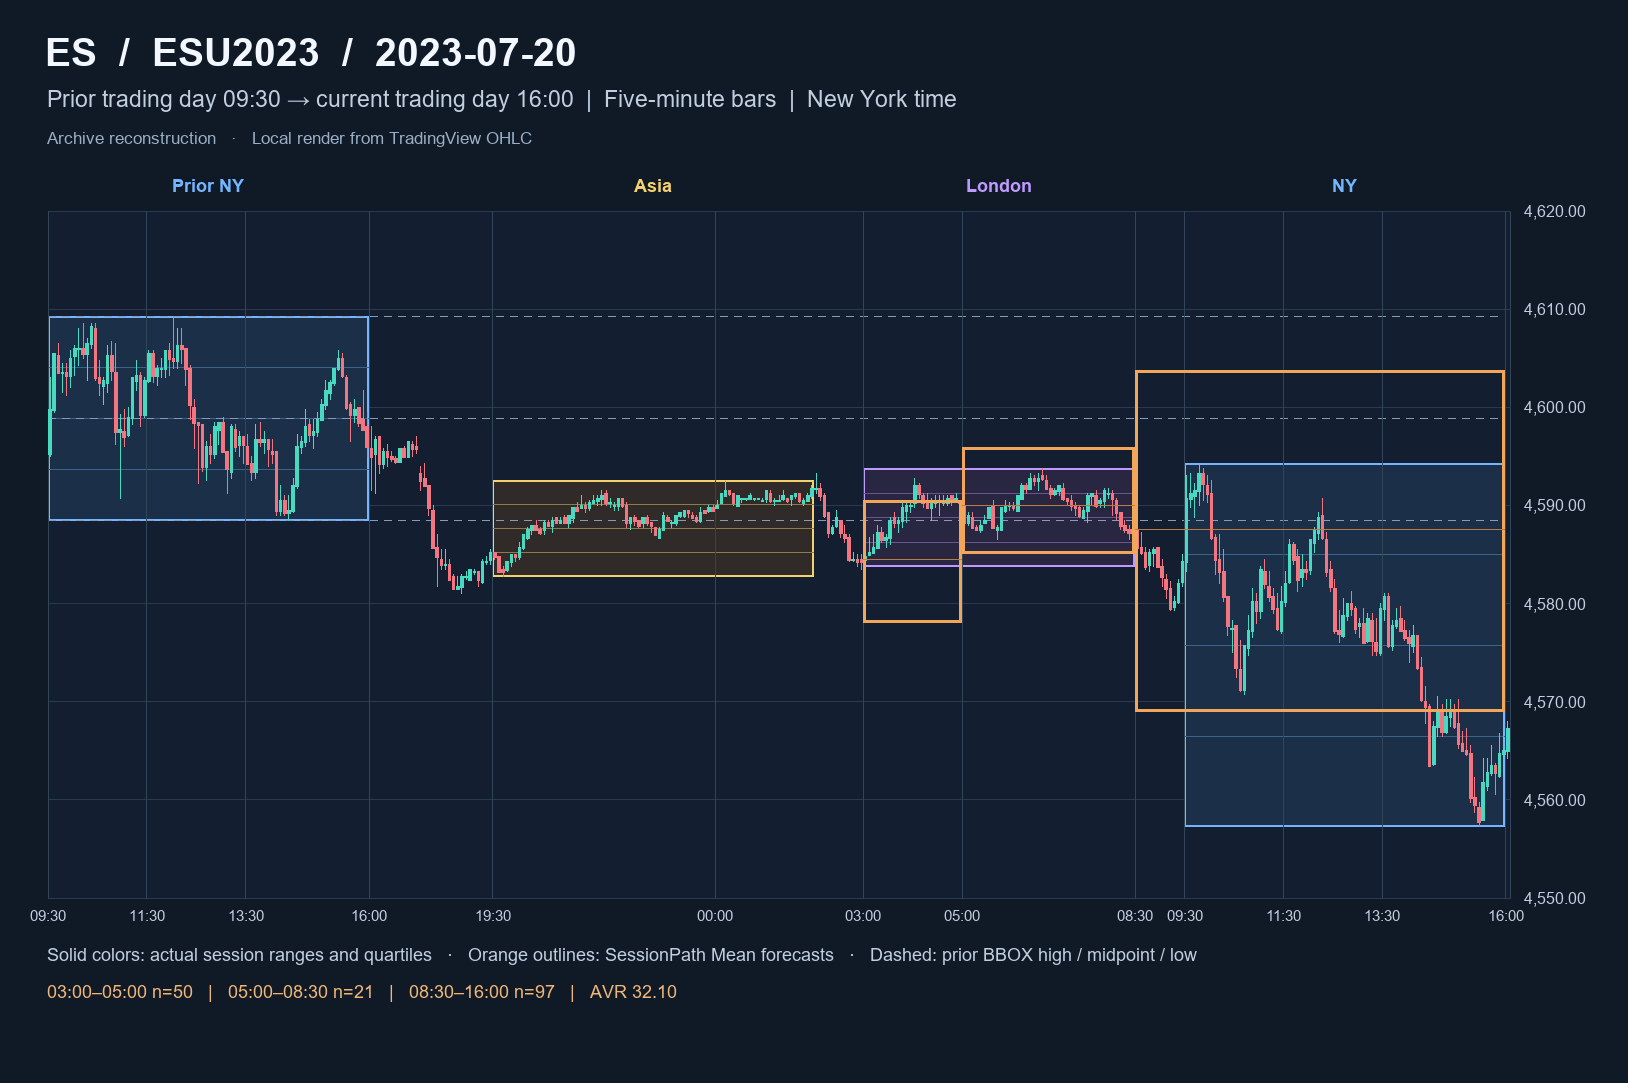 ES / ESU2023 / 2023-07-20
Prior trading day 09:30 → current trading day 16:00 | Five-minute bars | New York time
Archive reconstruction · Local render from TradingView OHLC
Prior NY Asia London NY
4,620.00
4,610.00
4,600.00
4,590.00
4,580.00
4,570.00
4,560.00
4,550.00
09:30 11:30 13:30 16:00 19:30 00:00 03:00 05:00 08:30 09:30 11:30 13:30 16:00
Solid colors: actual session ranges and quartiles · Orange outlines: SessionPath Mean forecasts · Dashed: prior BBOX high / midpoint / low
03:00–05:00 n=50 | 05:00–08:30 n=21 | 08:30–16:00 n=97 | AVR 32.10